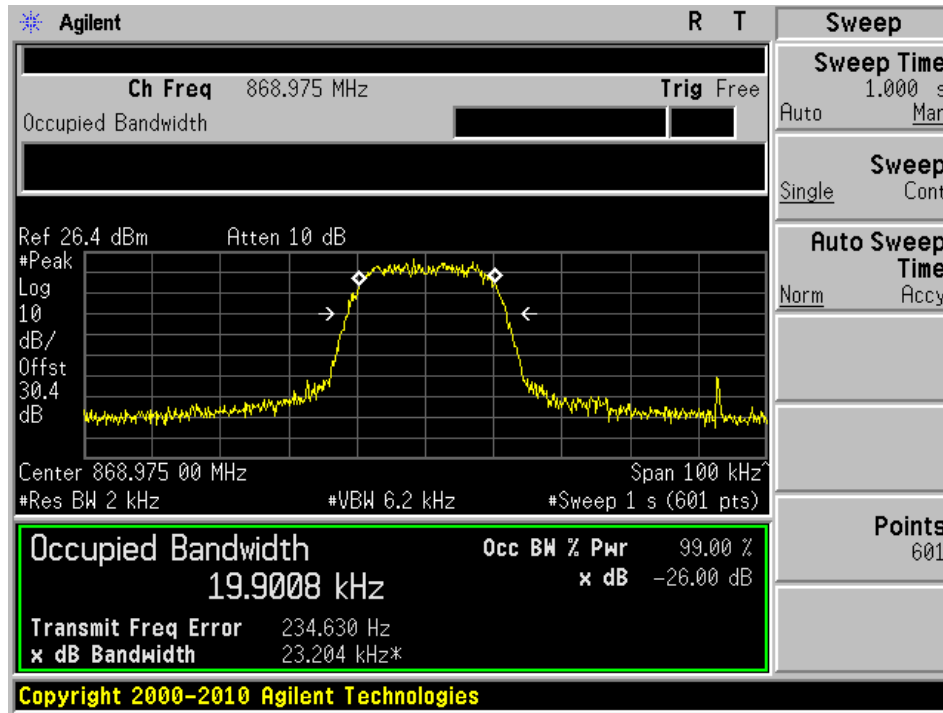 Agilent R T Sweep
Ch Freq 868.975 MHz Trig Free
Occupied Bandwidth
Sweep Time
1.000 s
Auto Man
Sweep
Single Cont
Auto Sweep
Time
Norm Accy
Ref 26.4 dBm Atten 10 dB
#Peak
Log
10
dB/
Offst
30.4
dB
Center 868.975 00 MHz Span 100 kHz^
#Res BW 2 kHz #VBW 6.2 kHz #Sweep 1 s (601 pts)
Points
601
Occupied Bandwidth Occ BW % Pwr 99.00 %
19.9008 kHz x dB -26.00 dB
Transmit Freq Error 234.630 Hz
x dB Bandwidth 23.204 kHz*
Copyright 2000-2010 Agilent Technologies